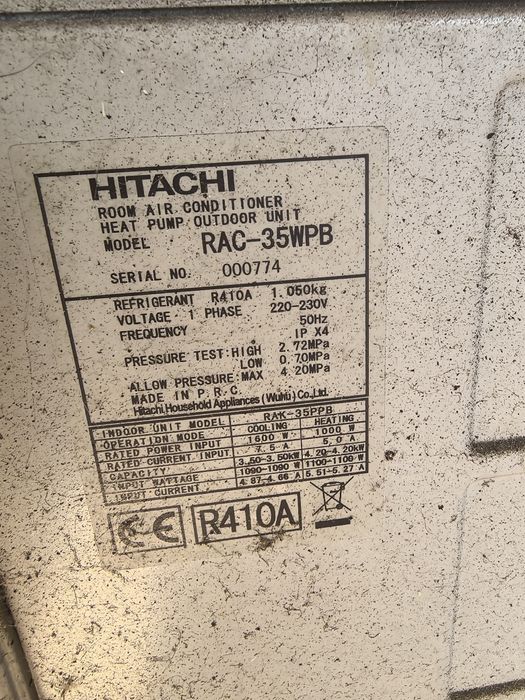 HITACHI
ROOM AIR CONDITIONER
HEAT PUMP OUTDOOR UNIT
MODEL RAC-35WPB
SERIAL NO. 000774
REFRIGERANT R410A 1.050kg
VOLTAGE 1 PHASE 220-230V
FREQUENCY 50Hz
IP X4
PRESSURE TEST:HIGH 2.72MPa
LOW 0.70MPa
ALLOW PRESSURE:MAX 4.20MPa
MADE IN P.R.C.
Hitachi Household Appliances (Wuhu) Co.,Ltd.
INDOOR UNIT MODEL RAK-35PPB
OPERATION MODE COOLING HEATING
RATED POWER INPUT 1600 W 1000 W
RATED CURRENT INPUT 7.5 A 5.0 A
CAPACITY 3.50-3.50kW 4.20-4.20kW
INPUT WATTAGE 1090-1090 W 1100-1100 W
INPUT CURRENT 4.87-4.66 A 5.51-5.27 A
CE R410A